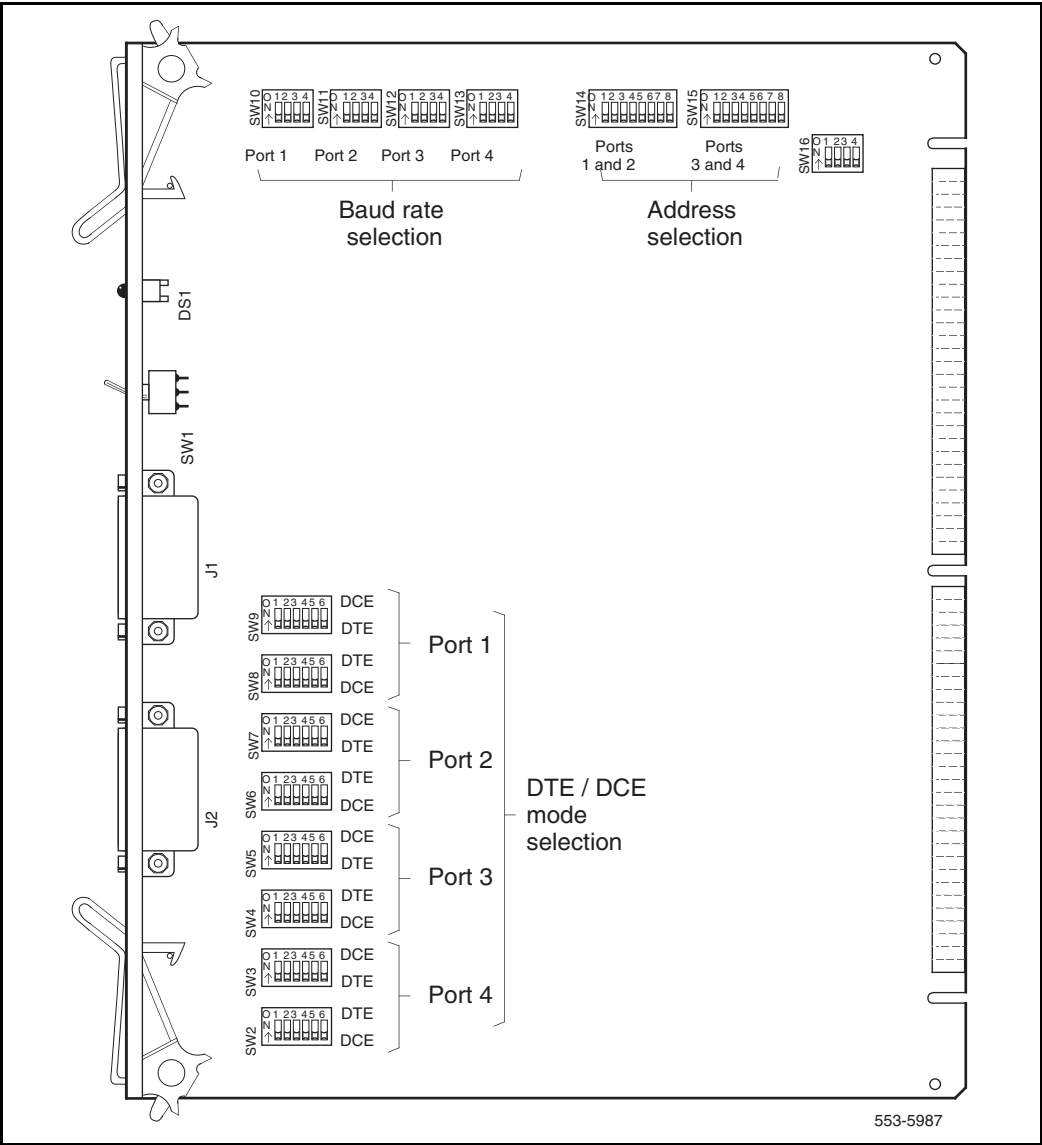 SW10 O N ↑ 1 2 3 4 SW11 O N ↑ 1 2 3 4 SW12 O N ↑ 1 2 3 4 SW13 O N ↑ 1 2 3 4 SW14 O N ↑ 1 2 3 4 5 6 7 8 SW15 O N ↑ 1 2 3 4 5 6 7 8
SW16 O N ↑ 1 2 3 4
Port 1 Port 2 Port 3 Port 4
Ports
1 and 2
Ports
3 and 4
Baud rate
selection
Address
selection
DS1
SW1
J1
J2
SW9 O N ↑ 1 2 3 4 5 6 DCE
DTE
Port 1
SW8 O N ↑ 1 2 3 4 5 6 DTE
DCE
SW7 O N ↑ 1 2 3 4 5 6 DCE
DTE
Port 2
SW6 O N ↑ 1 2 3 4 5 6 DTE
DCE
DTE / DCE
mode
selection
SW5 O N ↑ 1 2 3 4 5 6 DCE
DTE
Port 3
SW4 O N ↑ 1 2 3 4 5 6 DTE
DCE
SW3 O N ↑ 1 2 3 4 5 6 DCE
DTE
Port 4
SW2 O N ↑ 1 2 3 4 5 6 DTE
DCE
553-5987